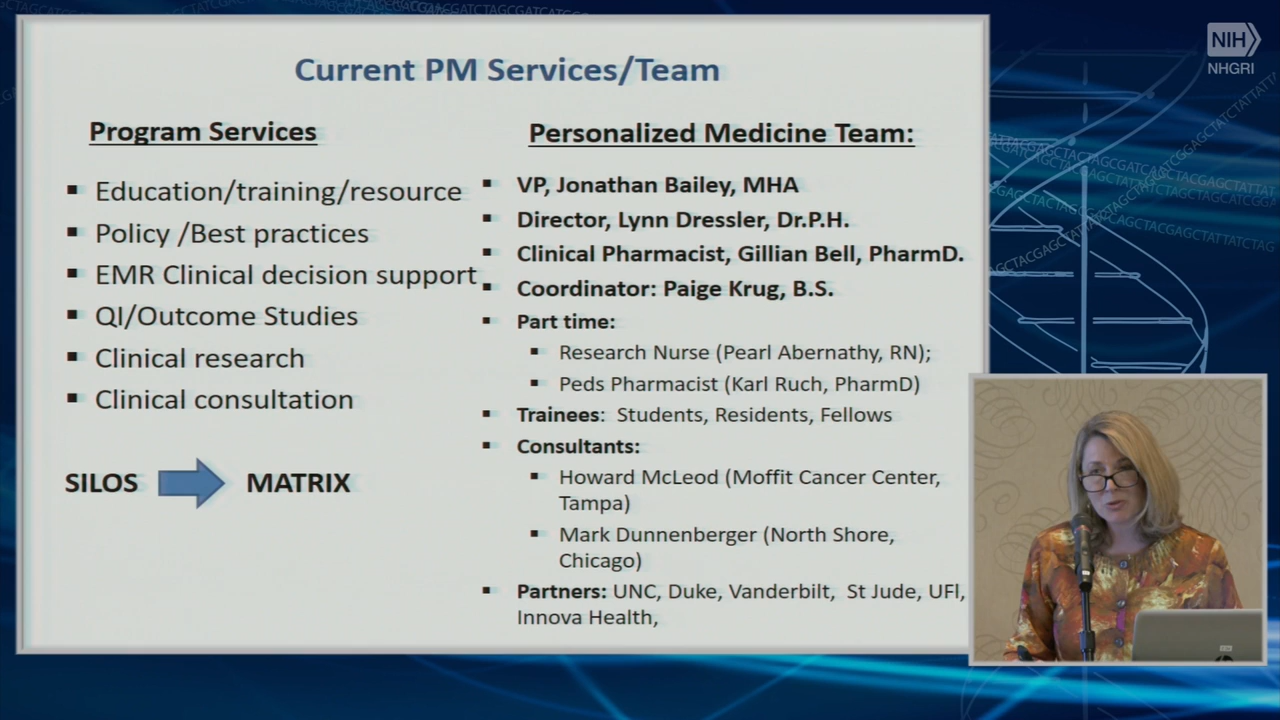 Current PM Services/Team
Program Services
Education/training/resource
Policy /Best practices
EMR Clinical decision support
QI/Outcome Studies
Clinical research
Clinical consultation
SILOS
MATRIX
Personalized Medicine Team:
VP, Jonathan Bailey, MHA
Director, Lynn Dressler, Dr.P.H.
Clinical Pharmacist, Gillian Bell, PharmD.
Coordinator: Paige Krug, B.S.
Part time:
Research Nurse (Pearl Abernathy, RN);
Peds Pharmacist (Karl Ruch, PharmD)
Trainees: Students, Residents, Fellows
Consultants:
Howard McLeod (Moffit Cancer Center,
Tampa)
Mark Dunnenberger (North Shore,
Chicago)
Partners: UNC, Duke, Vanderbilt, St Jude, UFl,
Innova Health,
NIH
NHGRI